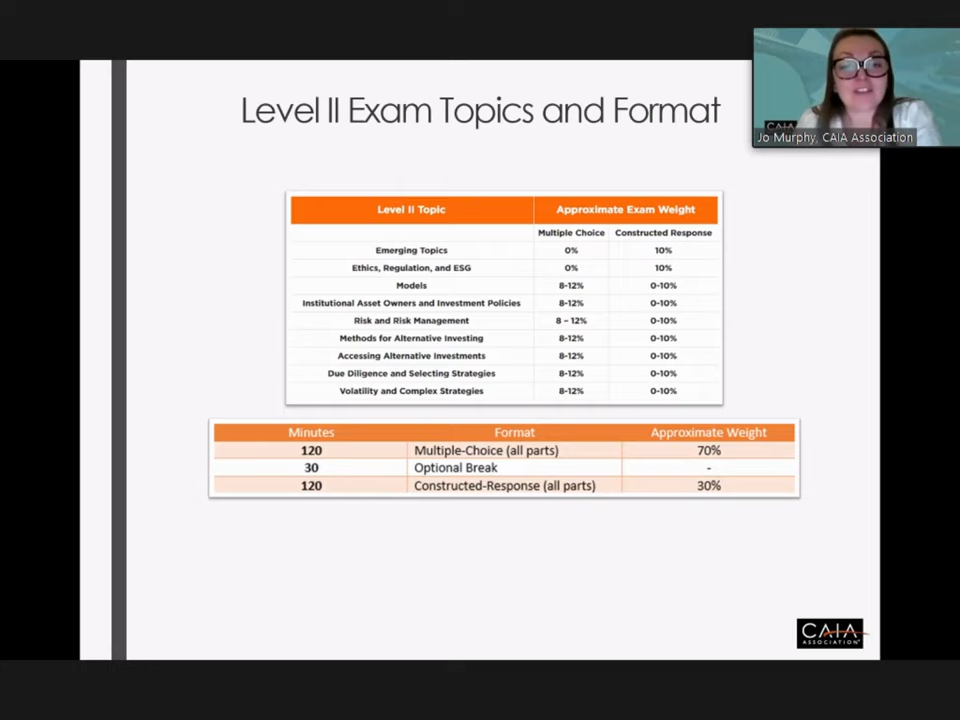 Level II Exam Topics and Format
CAIA
Jo Murphy, CAIA Association
Level II Topic Approximate Exam Weight
Multiple Choice Constructed Response
Emerging Topics 0% 10%
Ethics, Regulation, and ESG 0% 10%
Models 8-12% 0-10%
Institutional Asset Owners and Investment Policies 8-12% 0-10%
Risk and Risk Management 8 – 12% 0-10%
Methods for Alternative Investing 8-12% 0-10%
Accessing Alternative Investments 8-12% 0-10%
Due Diligence and Selecting Strategies 8-12% 0-10%
Volatility and Complex Strategies 8-12% 0-10%
Minutes Format Approximate Weight
120 Multiple-Choice (all parts) 70%
30 Optional Break -
120 Constructed-Response (all parts) 30%
CAIA
ASSOCIATION